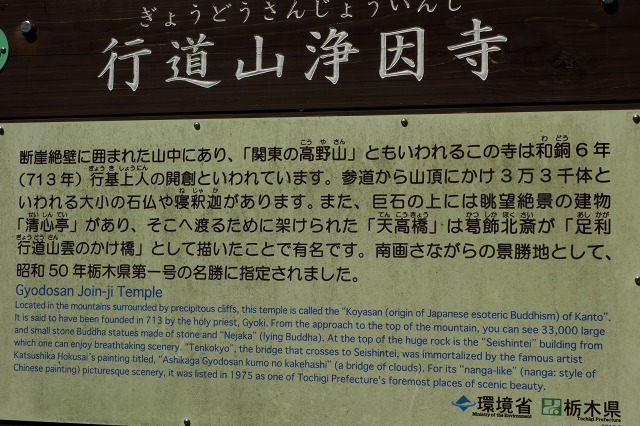 ぎょうどうさんじょういんじ
行道山浄因寺
断崖絶壁に囲まれた山中にあり、「関東の高野山」ともいわれるこの寺は和銅6年
（713年）行基上人の開創といわれています。参道から山頂にかけ3万3千体と
いわれる大小の石仏や寝釈迦があります。また、巨石の上には眺望絶景の建物
「清心亭」があり、そこへ渡るために架けられた「天高橋」は葛飾北斎が「足利
行道山雲のかけ橋」として描いたことで有名です。南画さながらの景勝地として、
昭和50年栃木県第一号の名勝に指定されました。
Gyodosan Join-ji Temple
Located in the mountains surrounded by precipitous cliffs, this temple is called the "Koyasan (origin of Japanese esoteric Buddhism) of Kanto".
It is said to have been founded in 713 by the holy priest, Gyoki. From the approach to the top of the mountain, you can see 33,000 large
and small stone Buddha statues made of stone and "Nejaka" (lying Buddha). At the top of the huge rock is the "Seishintei" building from
which one can enjoy breathtaking scenery. "Tenkokyo", the bridge that crosses to Seishintei, was immortalized by the famous artist
Katsushika Hokusai's painting titled, "Ashikaga Gyodosan kumo no kakehashi" (a bridge of clouds). For its "nanga-like" (nanga: style of
Chinese painting) picturesque scenery, it was listed in 1975 as one of Tochigi Prefecture's foremost places of scenic beauty.
環境省 栃木県
Ministry of the Environment Tochigi Prefecture